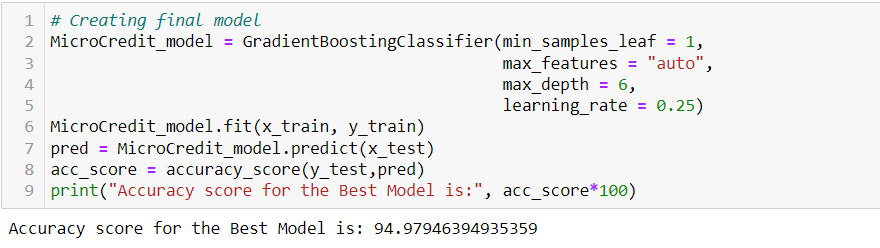 1 # Creating final model
2 MicroCredit_model = GradientBoostingClassifier(min_samples_leaf = 1,
3 max_features = "auto",
4 max_depth = 6,
5 learning_rate = 0.25)
6 MicroCredit_model.fit(x_train, y_train)
7 pred = MicroCredit_model.predict(x_test)
8 acc_score = accuracy_score(y_test,pred)
9 print("Accuracy score for the Best Model is:", acc_score*100)
Accuracy score for the Best Model is: 94.97946394935359